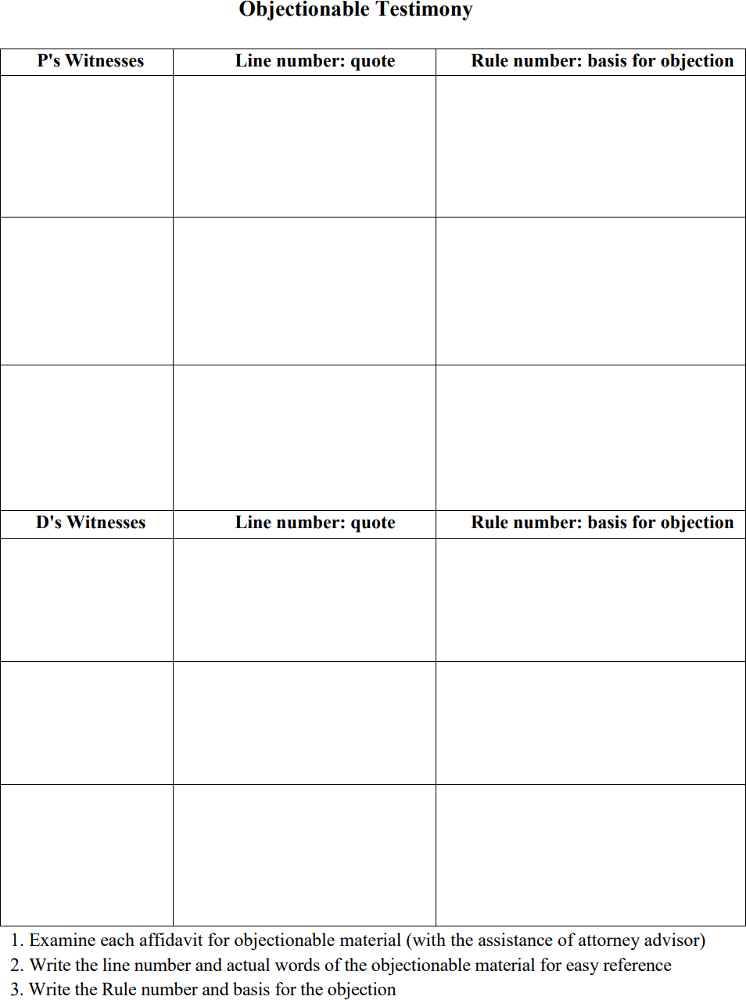 Objectionable Testimony
P's Witnesses Line number: quote Rule number: basis for objection
D's Witnesses Line number: quote Rule number: basis for objection
1. Examine each affidavit for objectionable material (with the assistance of attorney advisor)
2. Write the line number and actual words of the objectionable material for easy reference
3. Write the Rule number and basis for the objection